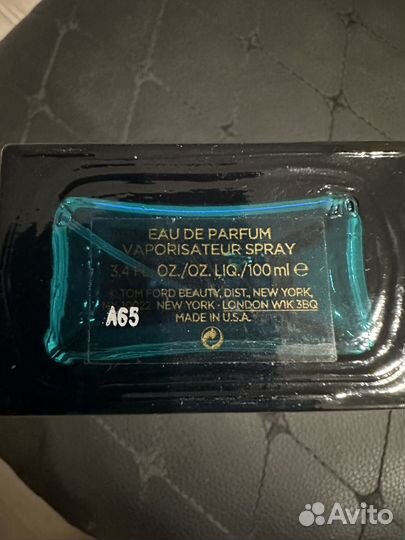 EAU DE PARFUM
VAPORISATEUR SPRAY
3,4 FL. OZ./OZ. LIQ./100 ml ℮
© TOM FORD BEAUTY, DIST., NEW YORK,
NY 10022 NEW YORK - LONDON W1K 3BQ
MADE IN U.S.A.
A65
Avito